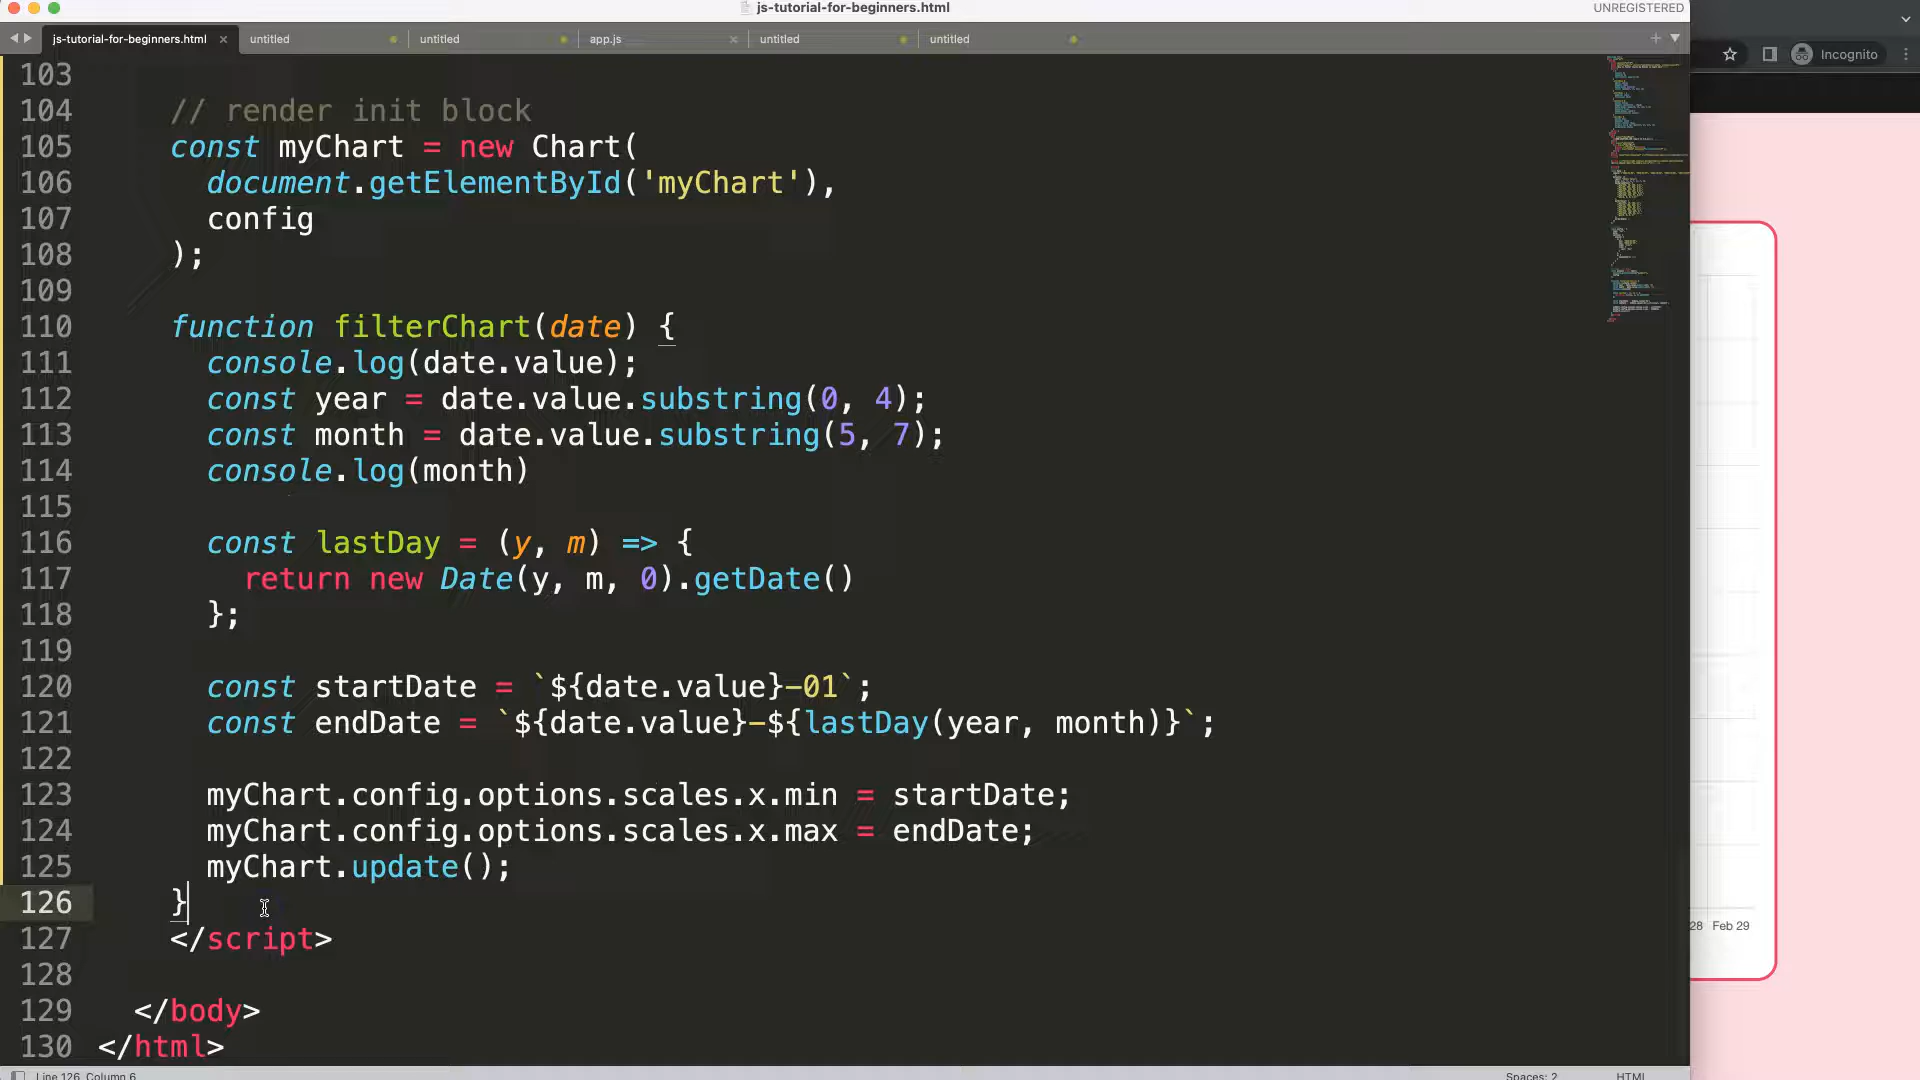 js-tutorial-for-beginners.html
UNREGISTERED
js-tutorial-for-beginners.html
untitled
untitled
app.js
untitled
untitled
Incognito
103
104 // render init block
105 const myChart = new Chart(
106 document.getElementById('myChart'),
107 config
108 );
109
110 function filterChart(date) {
111 console.log(date.value);
112 const year = date.value.substring(0, 4);
113 const month = date.value.substring(5, 7);
114 console.log(month)
115
116 const lastDay = (y, m) => {
117 return new Date(y, m, 0).getDate()
118 };
119
120 const startDate = `${date.value}-01`;
121 const endDate = `${date.value}-${lastDay(year, month)}`;
122
123 myChart.config.options.scales.x.min = startDate;
124 myChart.config.options.scales.x.max = endDate;
125 myChart.update();
126 }
127 </script>
128
129 </body>
130 </html>
28 Feb 29
Line 126, Column 6
Spaces: 2
HTML